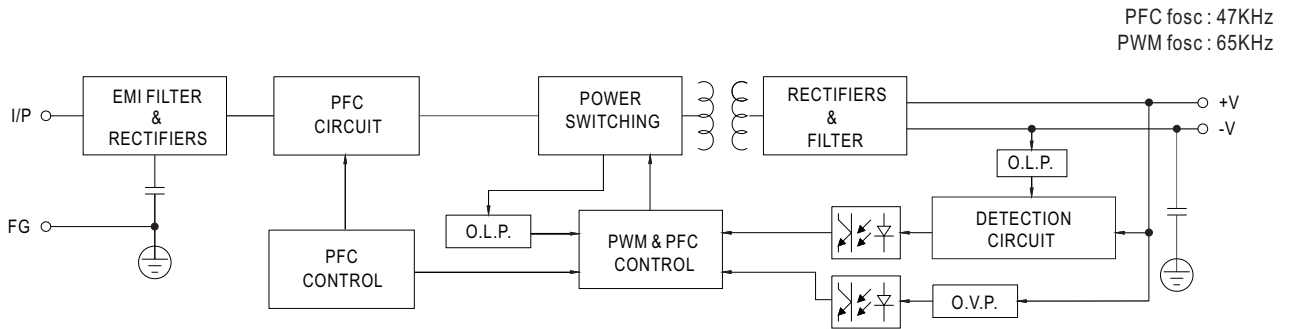 PFC fosc : 47KHz
PWM fosc : 65KHz
I/P
EMI FILTER
&
RECTIFIERS
PFC
CIRCUIT
POWER
SWITCHING
RECTIFIERS
&
FILTER
+V
-V
O.L.P.
FG
O.L.P.
PFC
CONTROL
PWM & PFC
CONTROL
DETECTION
CIRCUIT
O.V.P.